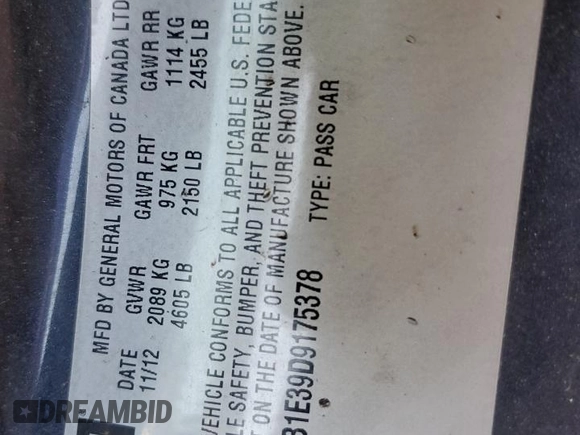 MFD BY GENERAL MOTORS OF CANADA LTD
DATE GVWR GAWR FRT GAWR RR
11/12 2089 KG 975 KG 1114 KG
4605 LB 2150 LB 2455 LB
VEHICLE CONFORMS TO ALL APPLICABLE U.S. FEDE
LE SAFETY, BUMPER, AND THEFT PREVENTION STA
T ON THE DATE OF MANUFACTURE SHOWN ABOVE.
B1E39D9175378 TYPE: PASS CAR
DREAMBID